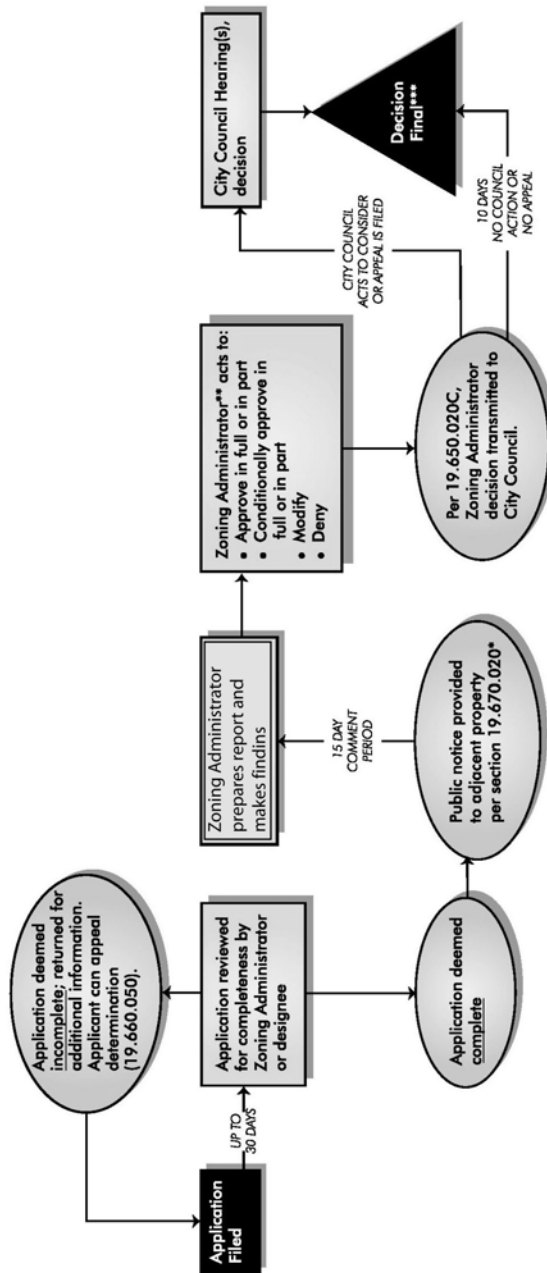 Application
Filed
UP TO
30 DAYS
Application deemed
incomplete; returned for
additional information.
Applicant can appeal
determination
(19.660.050).
Application reviewed
for completeness by
Zoning Administrator
or designee
Application deemed
complete
Public notice provided
to adjacent property
per section 19.670.020*
15 DAY
COMMENT
PERIOD
Zoning Administrator
prepares report and
makes findins
Zoning Administrator** acts to:
• Approve in full or in part
• Conditionally approve in
full or in part
• Modify
• Deny
Per 19.650.020C,
Zoning Administrator
decision transmitted to
City Council.
CITY COUNCIL
ACTS TO CONSIDER
OR APPEAL IS FILED
City Council Hearing(s),
decision
10 DAYS
NO COUNCIL
ACTION OR
NO APPEAL
Decision
Final***